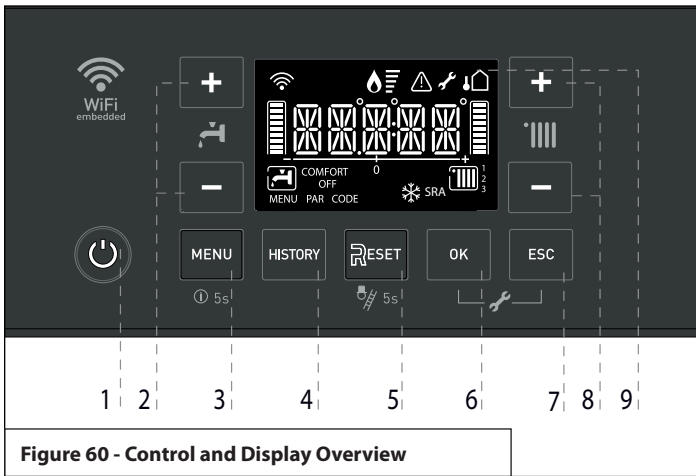 WiFi
embedded
COMFORT
OFF
0
- +
MENU PAR CODE
SRA
1
2
3
+
−
+
−
MENU
HISTORY
RESET
OK
ESC
5s
5s
1 2 3 4 5 6 7 8 9
Figure 60 - Control and Display Overview